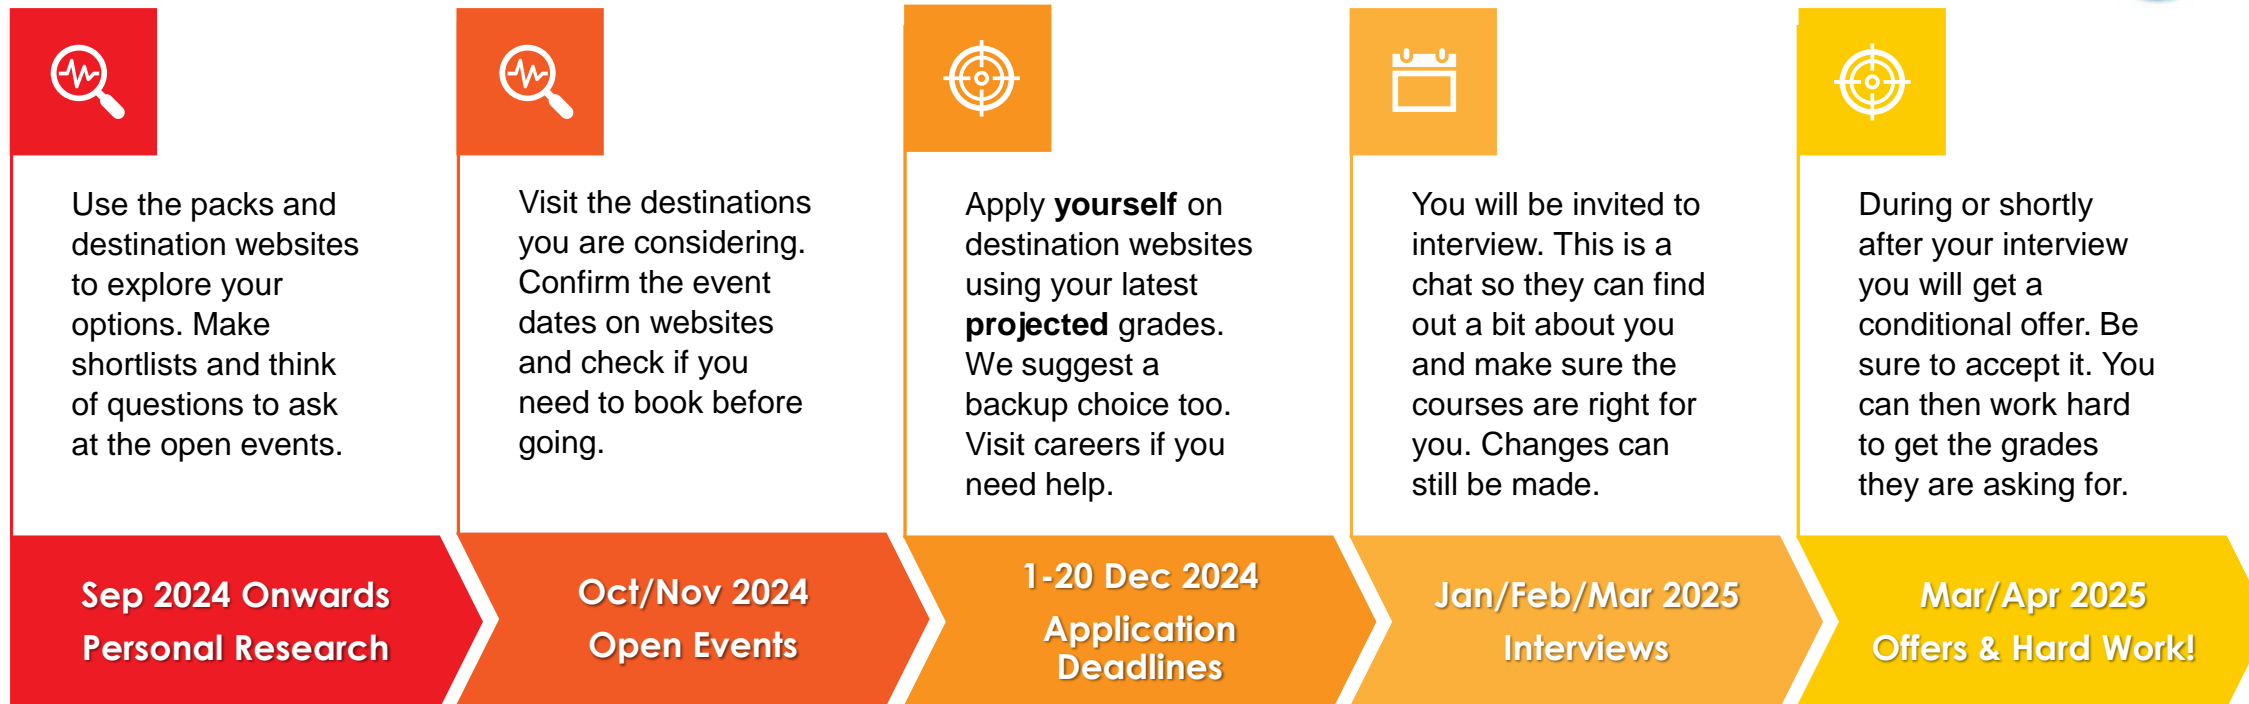 Use the packs and
destination websites
to explore your
options. Make
shortlists and think
of questions to ask
at the open events.
Sep 2024 Onwards
Personal Research
Visit the destinations
you are considering.
Confirm the event
dates on websites
and check if you
need to book before
going.
Oct/Nov 2024
Open Events
Apply yourself on
destination websites
using your latest
projected grades.
We suggest a
backup choice too.
Visit careers if you
need help.
1-20 Dec 2024
Application
Deadlines
You will be invited to
interview. This is a
chat so they can find
out a bit about you
and make sure the
courses are right for
you. Changes can
still be made.
Jan/Feb/Mar 2025
Interviews
During or shortly
after your interview
you will get a
conditional offer. Be
sure to accept it. You
can then work hard
to get the grades
they are asking for.
Mar/Apr 2025
Offers & Hard Work!